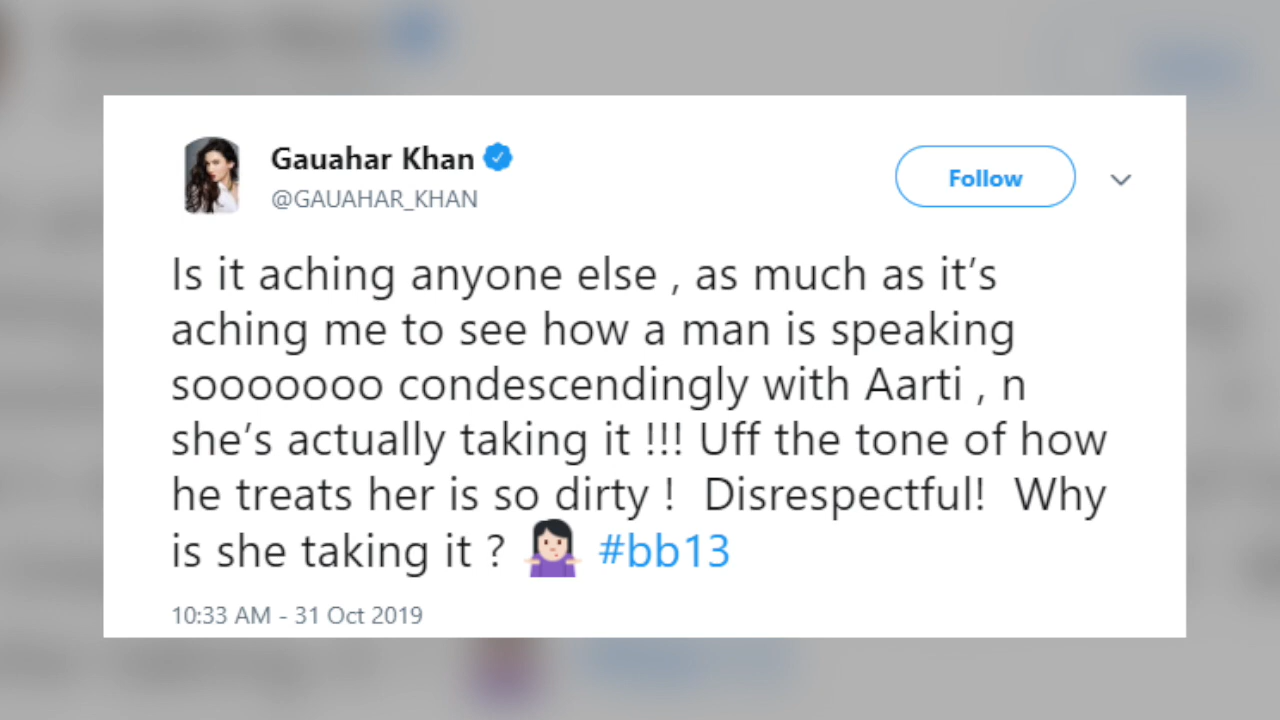 Gauahar Khan
@GAUAHAR_KHAN
Follow
Is it aching anyone else , as much as it’s
aching me to see how a man is speaking
sooooooo condescendingly with Aarti , n
she’s actually taking it !!! Uff the tone of how
he treats her is so dirty !  Disrespectful!  Why
is she taking it ? 🤷🏻‍♀️ #bb13
10:33 AM - 31 Oct 2019